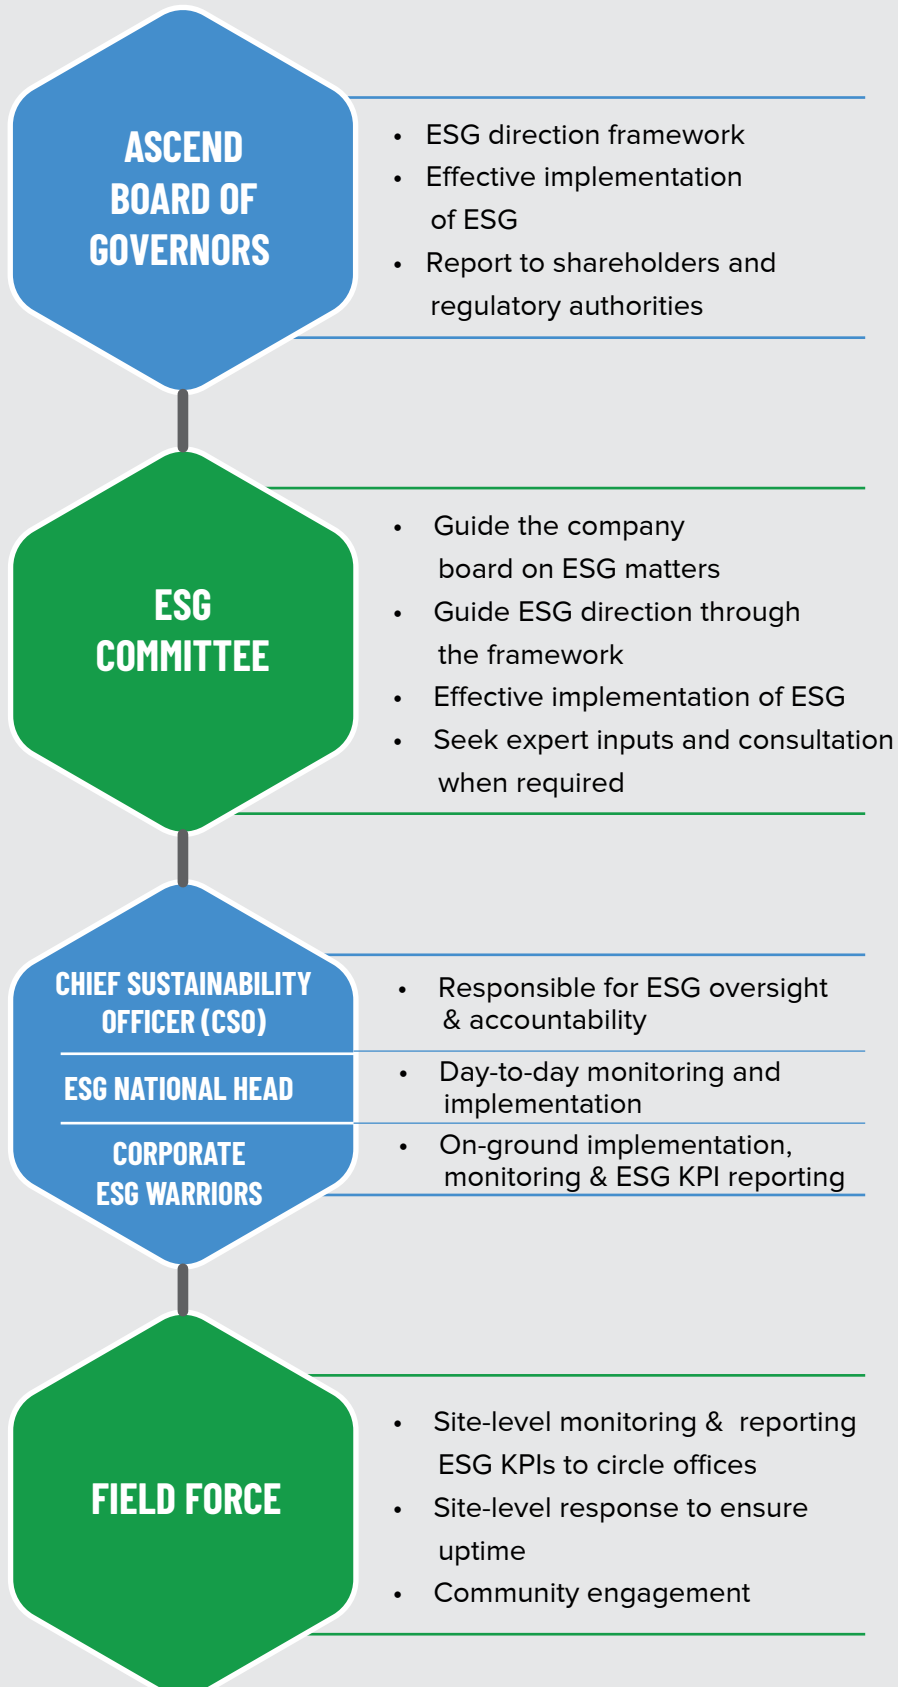 ASCEND
BOARD OF
GOVERNORS
• ESG direction framework
• Effective implementation
of ESG
• Report to shareholders and
regulatory authorities
ESG
COMMITTEE
• Guide the company
board on ESG matters
• Guide ESG direction through
the framework
• Effective implementation of ESG
• Seek expert inputs and consultation
when required
CHIEF SUSTAINABILITY
OFFICER (CSO)
• Responsible for ESG oversight
& accountability
ESG NATIONAL HEAD
• Day-to-day monitoring and
implementation
CORPORATE
ESG WARRIORS
• On-ground implementation,
monitoring & ESG KPI reporting
FIELD FORCE
• Site-level monitoring & reporting
ESG KPIs to circle offices
• Site-level response to ensure
uptime
• Community engagement